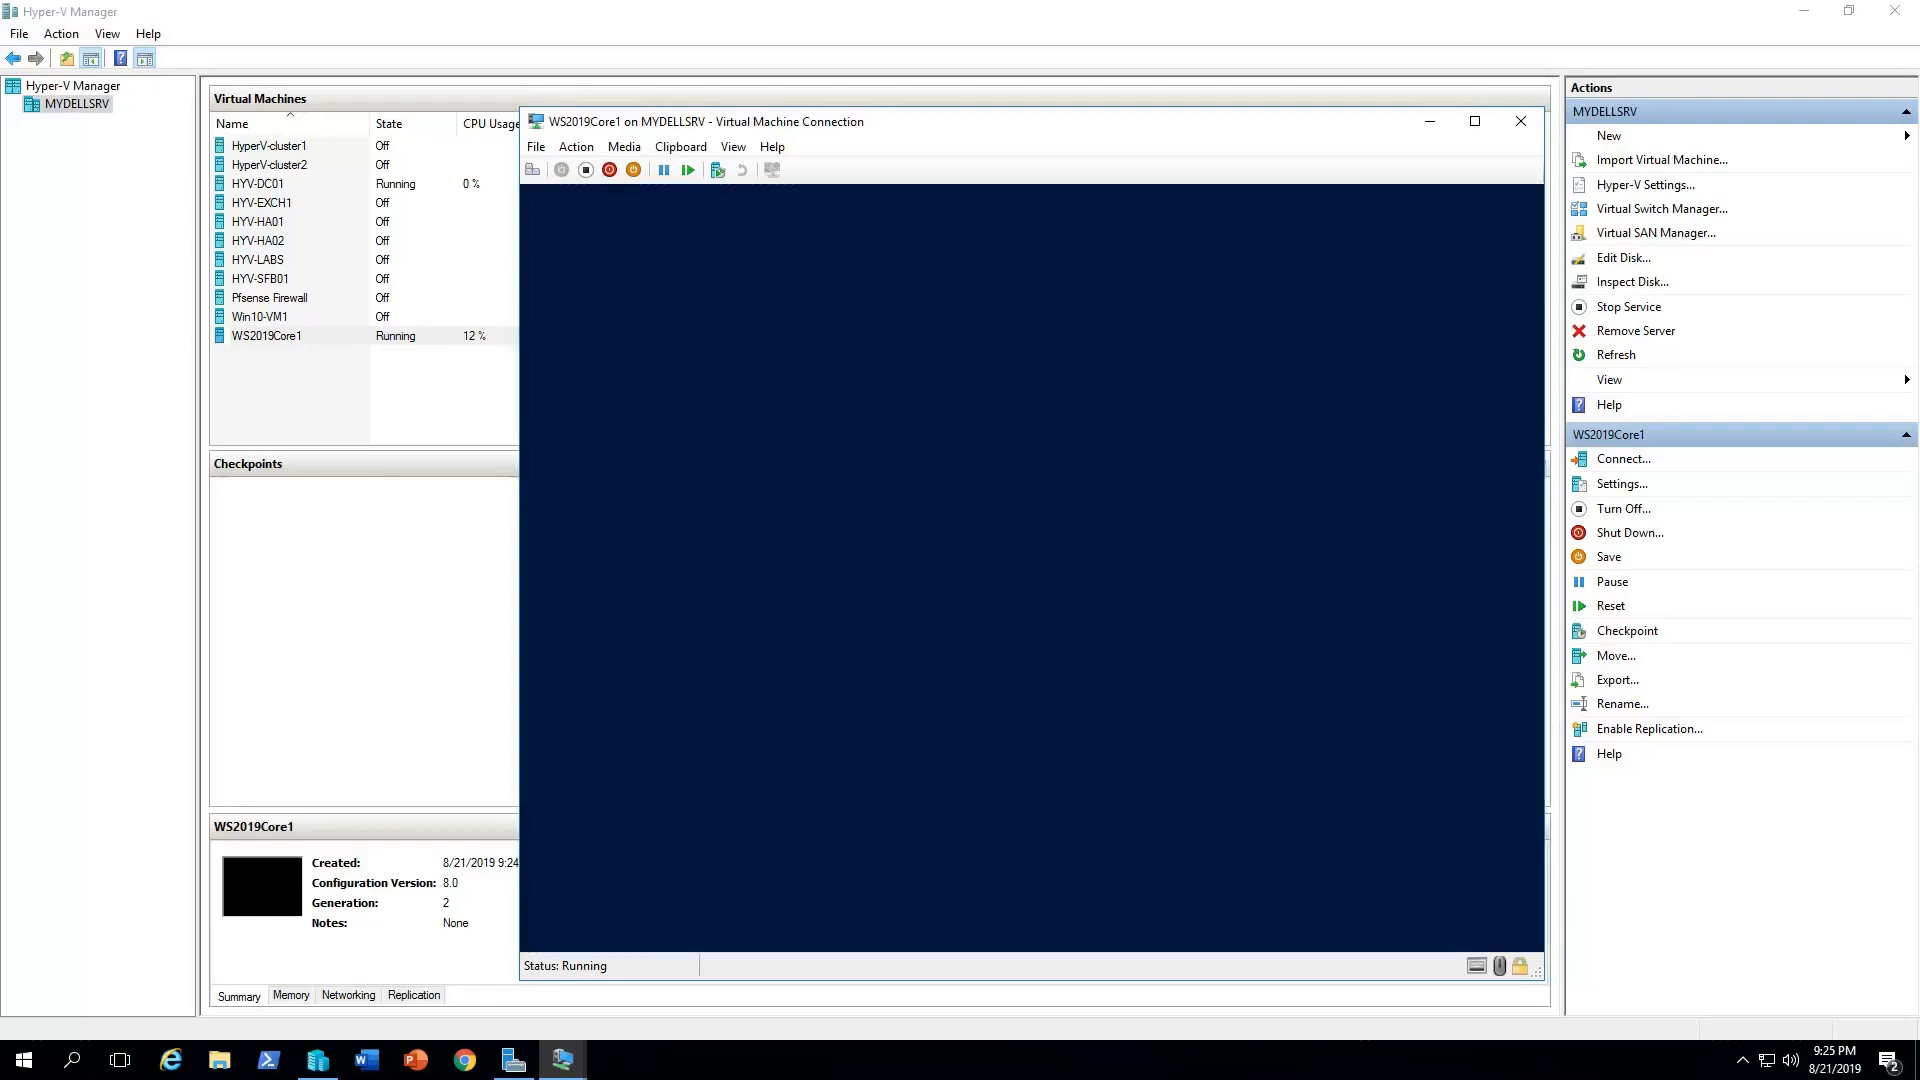 Hyper-V Manager
File Action View Help
Hyper-V Manager
MYDELLSRV
Virtual Machines
Name State CPU Usage
HyperV-cluster1 Off
HyperV-cluster2 Off
HYV-DC01 Running 0 %
HYV-EXCH1 Off
HYV-HA01 Off
HYV-HA02 Off
HYV-LABS Off
HYV-SFB01 Off
Pfsense Firewall Off
Win10-VM1 Off
WS2019Core1 Running 12 %
Checkpoints
WS2019Core1
Created: 8/21/2019 9:24
Configuration Version: 8.0
Generation: 2
Notes: None
Summary Memory Networking Replication
WS2019Core1 on MYDELLSRV - Virtual Machine Connection
File Action Media Clipboard View Help
Status: Running
Actions
MYDELLSRV
New
Import Virtual Machine...
Hyper-V Settings...
Virtual Switch Manager...
Virtual SAN Manager...
Edit Disk...
Inspect Disk...
Stop Service
Remove Server
Refresh
View
Help
WS2019Core1
Connect...
Settings...
Turn Off...
Shut Down...
Save
Pause
Reset
Checkpoint
Move...
Export...
Rename...
Enable Replication...
Help
9:25 PM
8/21/2019
2